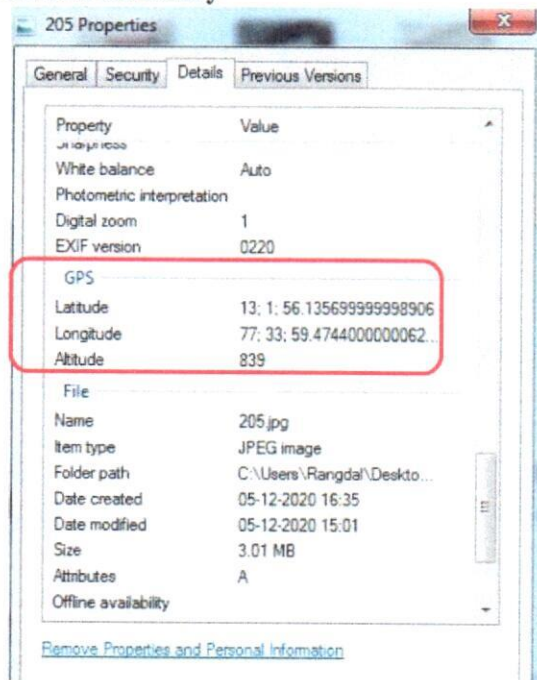 205 Properties
General Security Details Previous Versions
Property Value
Sharpness
White balance Auto
Photometric interpretation
Digital zoom 1
EXIF version 0220
GPS
Latitude 13; 1; 56.135699999998906
Longitude 77; 33; 59.4744000000062...
Altitude 839
File
Name 205.jpg
Item type JPEG image
Folder path C:\Users\Rangdal\Deskto...
Date created 05-12-2020 16:35
Date modified 05-12-2020 15:01
Size 3.01 MB
Attributes A
Offline availability
Remove Properties and Personal Information